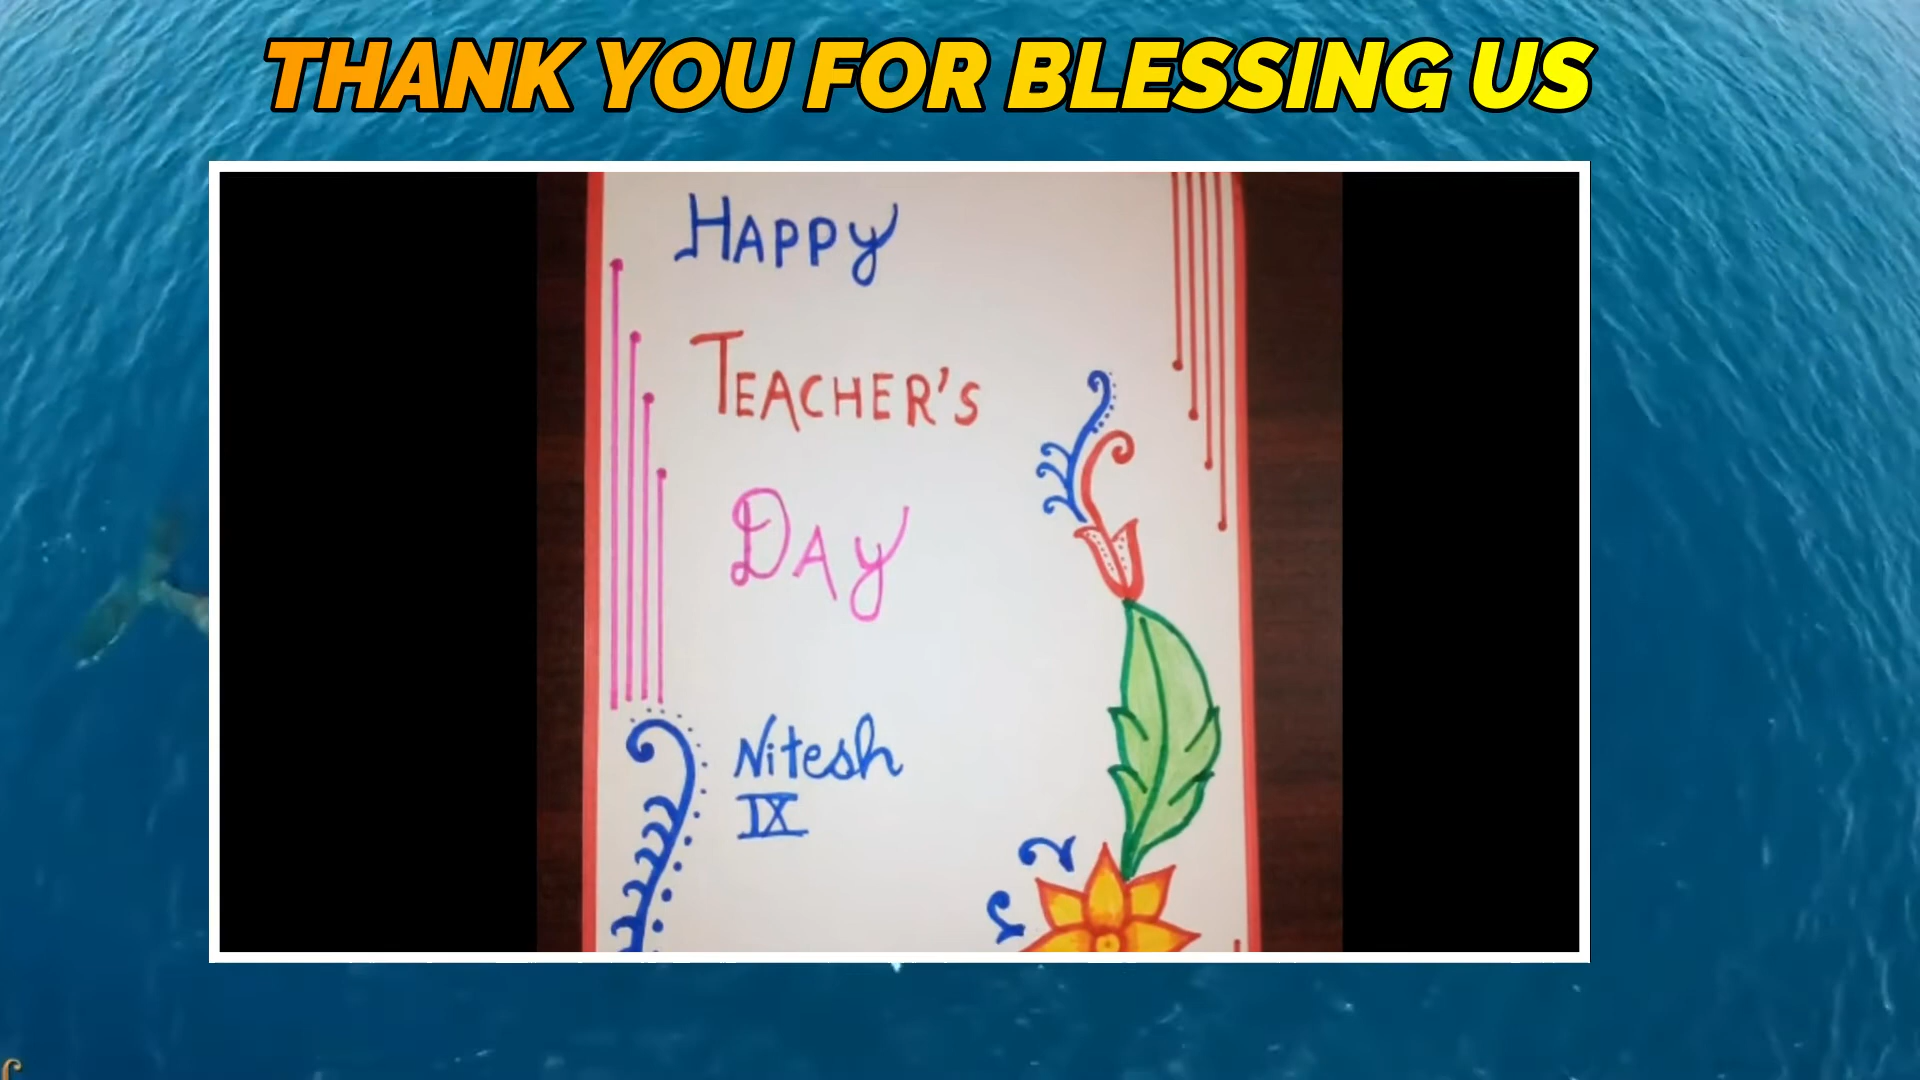 THANK YOU FOR BLESSING US
HAPPY
TEACHER'S
DAY
Nitesh
IX